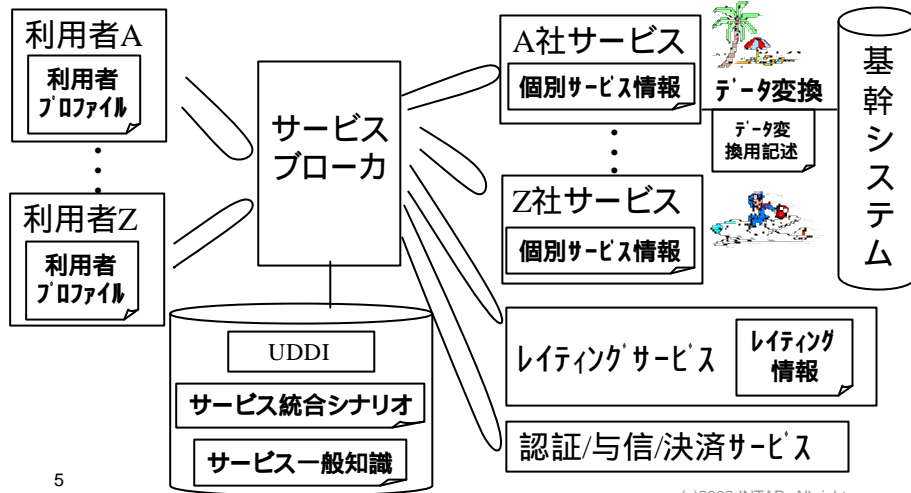 利用者A
利用者
プロファイル
利用者Z
利用者
プロファイル
サービス
ブローカ
UDDI
サービス統合シナリオ
サービス一般知識
A社サービス
個別サービス情報
Z社サービス
個別サービス情報
データ変換
データ変
換用記述
基幹システム
レイティングサービス
レイティング
情報
認証/与信/決済サービス
5